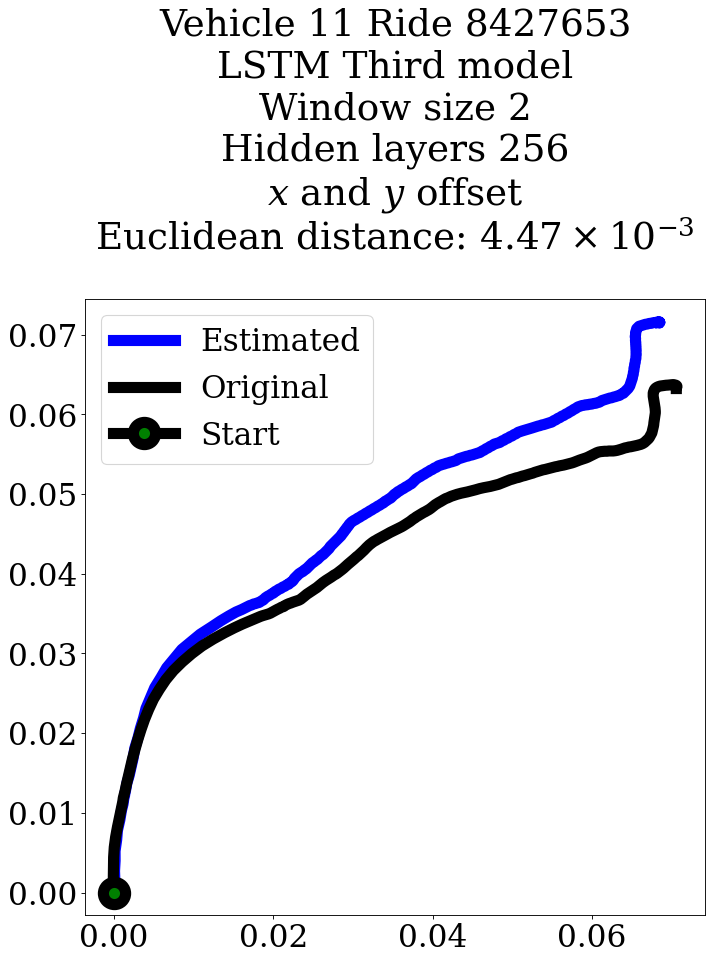 Vehicle 11 Ride 8427653
LSTM Third model
Window size 2
Hidden layers 256
x and y offset
Euclidean distance: 4.47 × 10⁻³
Estimated
Original
Start
0.07
0.06
0.05
0.04
0.03
0.02
0.01
0.00
0.00 0.02 0.04 0.06